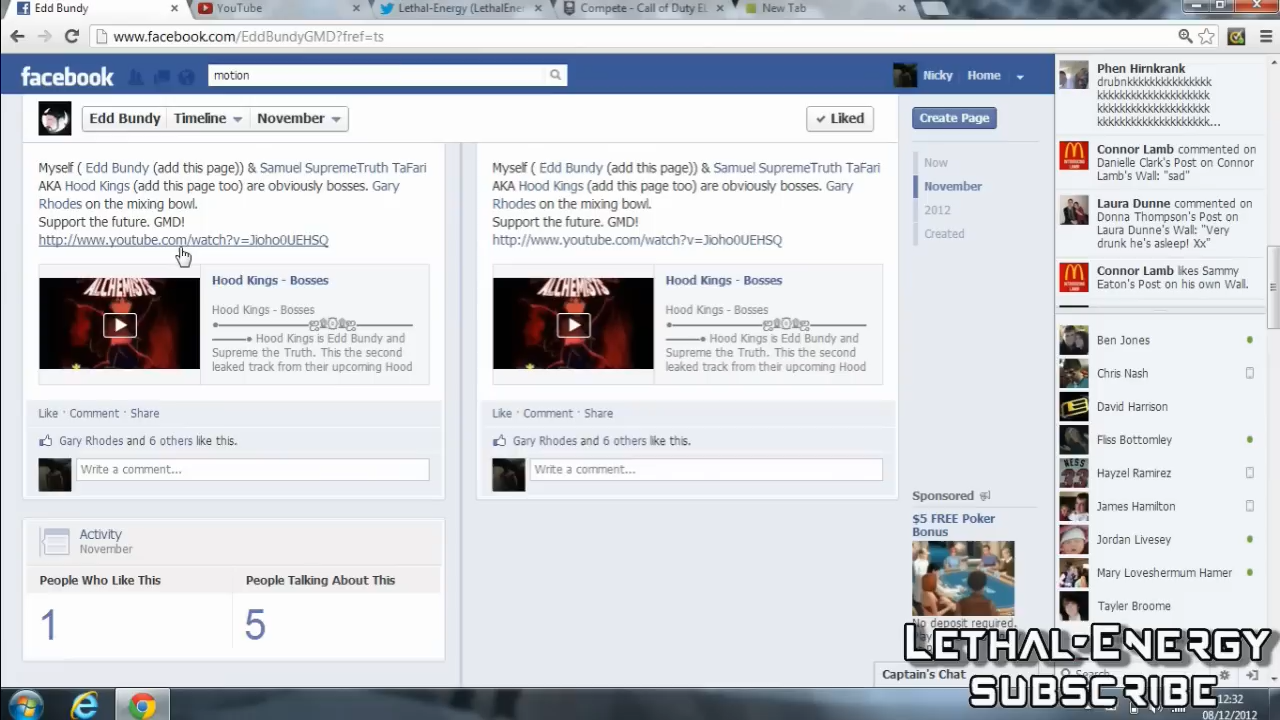 Edd Bundy
YouTube
Lethal-Energy (LethalEner
Compete - Call of Duty EL
New Tab
www.facebook.com/EddBundyGMD?fref=ts
facebook
motion
Nicky
Home
Edd Bundy
Timeline
November
Liked
Create Page
Now
November
2012
Created
Myself ( Edd Bundy (add this page)) & Samuel SupremeTruth TaFari
AKA Hood Kings (add this page too) are obviously bosses. Gary
Rhodes on the mixing bowl.
Support the future. GMD!
http://www.youtube.com/watch?v=Jioho0UEHSQ
ALCHEMISTS
Hood Kings - Bosses
Hood Kings - Bosses
Hood Kings is Edd Bundy and
Supreme the Truth. This the second
leaked track from their upcoming Hood
Like · Comment · Share
Gary Rhodes and 6 others like this.
Write a comment...
Myself ( Edd Bundy (add this page)) & Samuel SupremeTruth TaFari
AKA Hood Kings (add this page too) are obviously bosses. Gary
Rhodes on the mixing bowl.
Support the future. GMD!
http://www.youtube.com/watch?v=Jioho0UEHSQ
ALCHEMISTS
Hood Kings - Bosses
Hood Kings - Bosses
Hood Kings is Edd Bundy and
Supreme the Truth. This the second
leaked track from their upcoming Hood
Like · Comment · Share
Gary Rhodes and 6 others like this.
Write a comment...
Activity
November
People Who Like This
People Talking About This
1
5
Sponsored
$5 FREE Poker
Bonus
No deposit required.
Captain's Chat
Phen Hirnkrank
drubnkkkkkkkkkkkk
kkkkkkkkkkkkkkkkkkk
kkkkkkkkkkkkkkkkkkk
kkkkkkkkkkkkkkkkkkk...
Connor Lamb commented on
Danielle Clark's Post on Connor
Lamb's Wall: "sad"
Laura Dunne commented on
Donna Thompson's Post on
Laura Dunne's Wall: "Very
drunk he's asleep! Xx"
Connor Lamb likes Sammy
Eaton's Post on his own Wall.
Ben Jones
Chris Nash
David Harrison
Fliss Bottomley
Hayzel Ramirez
James Hamilton
Jordan Livesey
Mary Loveshermum Hamer
Tayler Broome
Search
LETHAL-ENERGY
SUBSCRIBE
12:32
08/12/2012